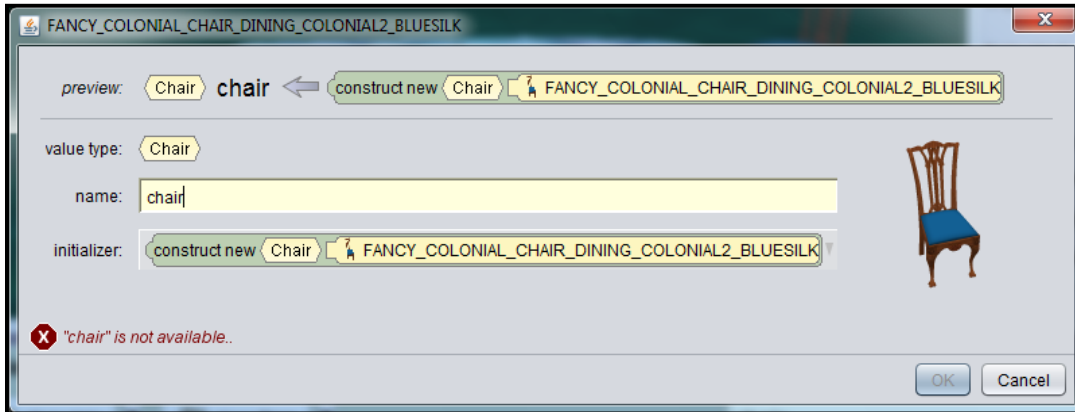 FANCY_COLONIAL_CHAIR_DINING_COLONIAL2_BLUESILK
preview: Chair chair construct new Chair FANCY_COLONIAL_CHAIR_DINING_COLONIAL2_BLUESILK
value type: Chair
name: chair
initializer: construct new Chair FANCY_COLONIAL_CHAIR_DINING_COLONIAL2_BLUESILK
X "chair" is not available..
OK Cancel